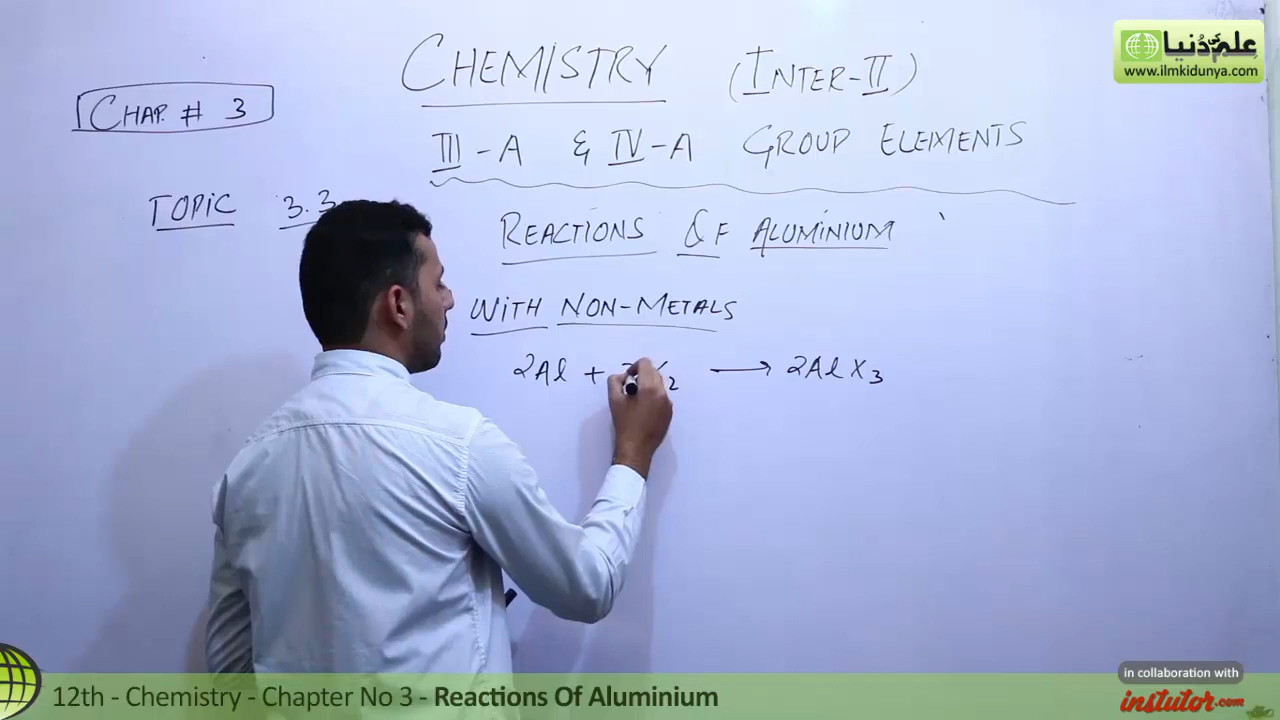 علم کی دُنیا
www.ilmkidunya.com
CHEMISTRY (INTER-II)
CHAP. # 3
III-A & IV-A GROUP ELEMENTS
TOPIC 3.3
REACTIONS OF ALUMINIUM
WITH NON-METALS
2Al + X₂ → 2AlX₃
in collaboration with
instutor.com
12th - Chemistry - Chapter No 3 - Reactions Of Aluminium